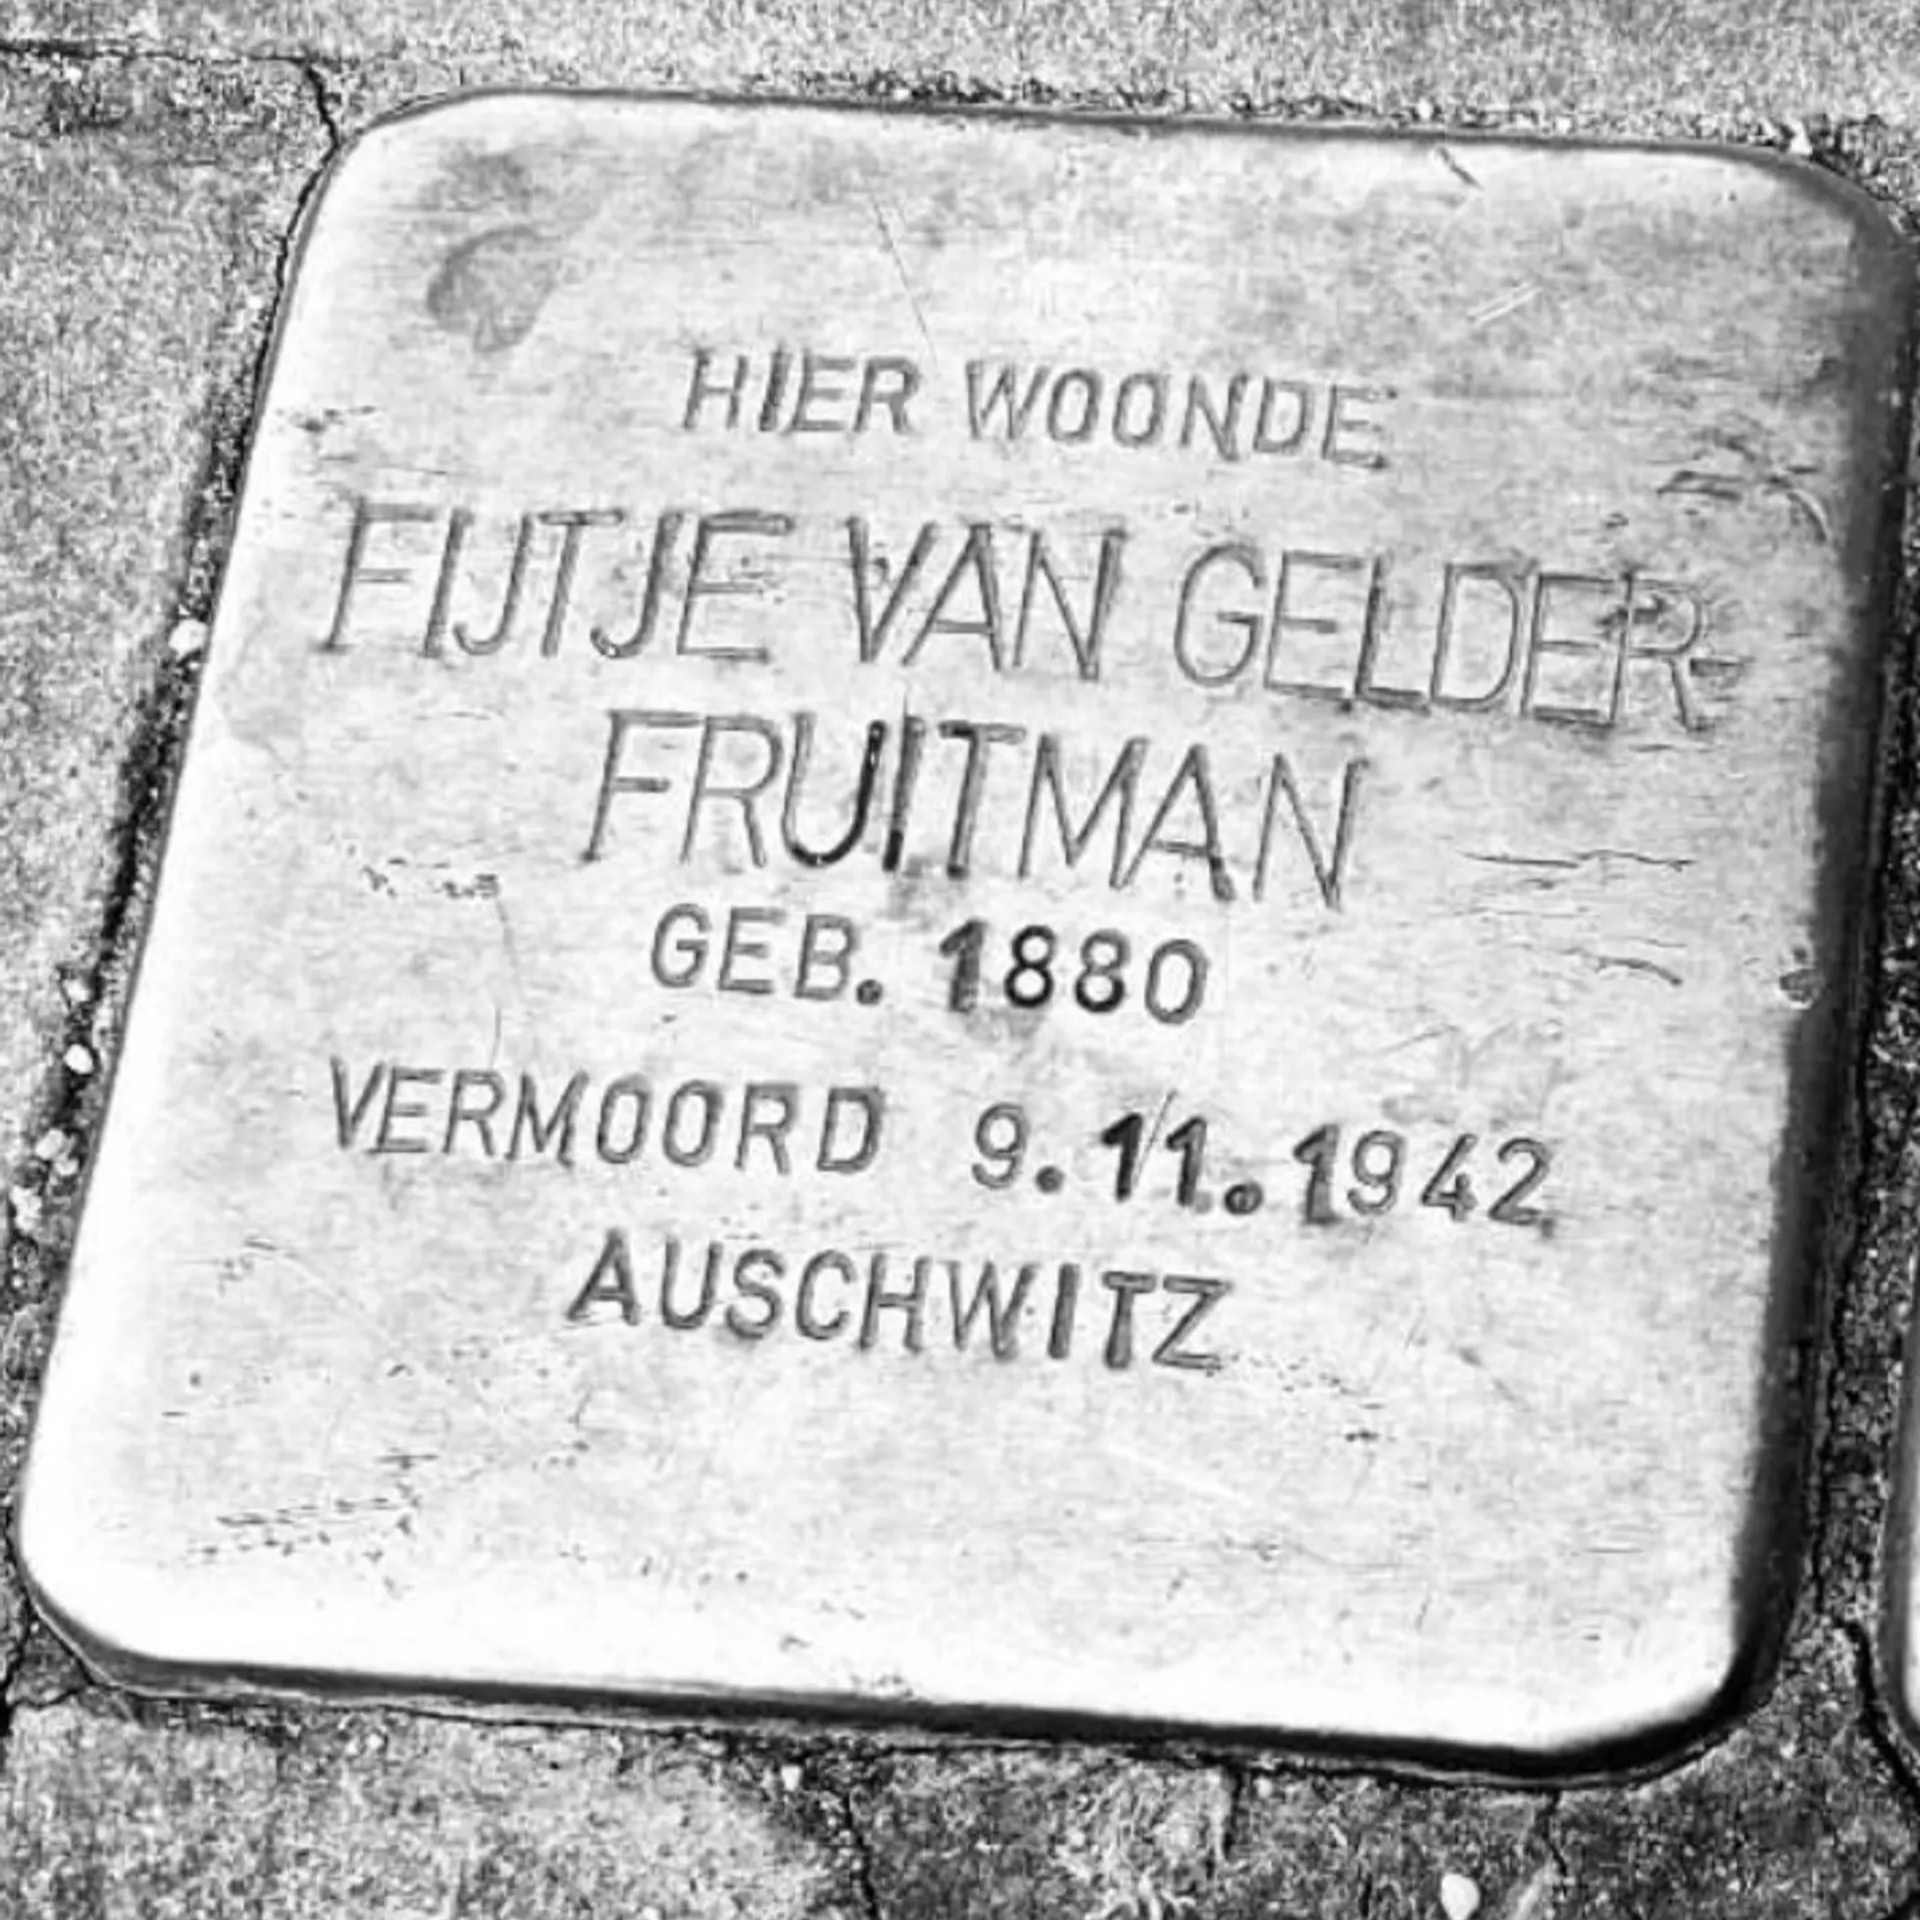 HIER WOONDE
FIJTJE VAN GELDER-
FRUITMAN
GEB. 1880
VERMOORD 9.11.1942
AUSCHWITZ